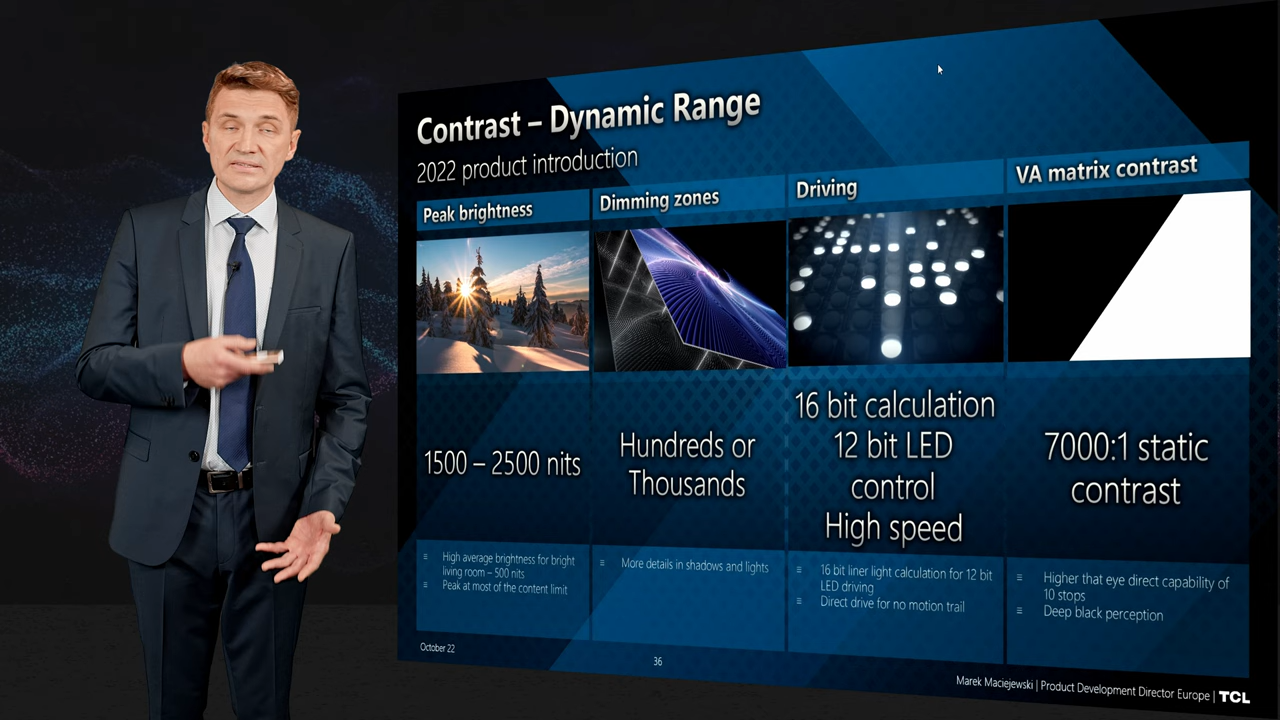 Contrast – Dynamic Range
2022 product introduction
Peak brightness
1500 – 2500 nits
High average brightness for bright
living room – 500 nits
Peak at most of the content limit
Dimming zones
Hundreds or
Thousands
More details in shadows and lights
Driving
16 bit calculation
12 bit LED
control
High speed
16 bit liner light calculation for 12 bit
LED driving
Direct drive for no motion trail
VA matrix contrast
7000:1 static
contrast
Higher that eye direct capability of
10 stops
Deep black perception
October 22
36
Marek Maciejewski | Product Development Director Europe | TCL